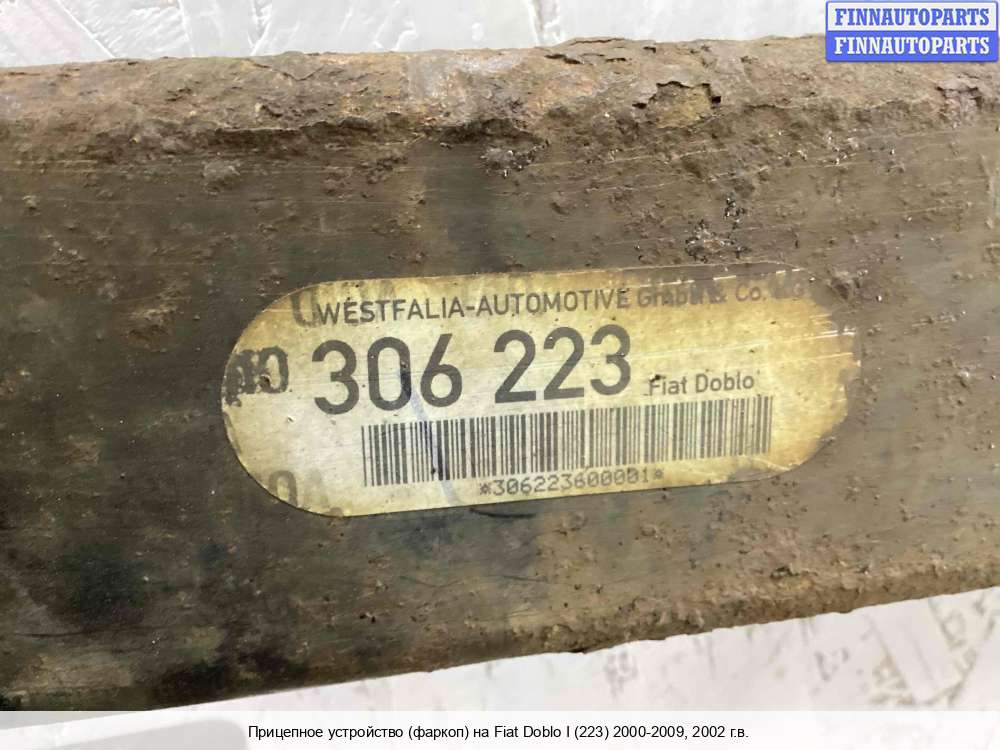 FINNAUTOPARTS
FINNAUTOPARTS
WESTFALIA-AUTOMOTIVE GmbH & Co.
306 223 Fiat Doblo
*306223600001*
Прицепное устройство (фаркоп) на Fiat Doblo I (223) 2000-2009, 2002 г.в.